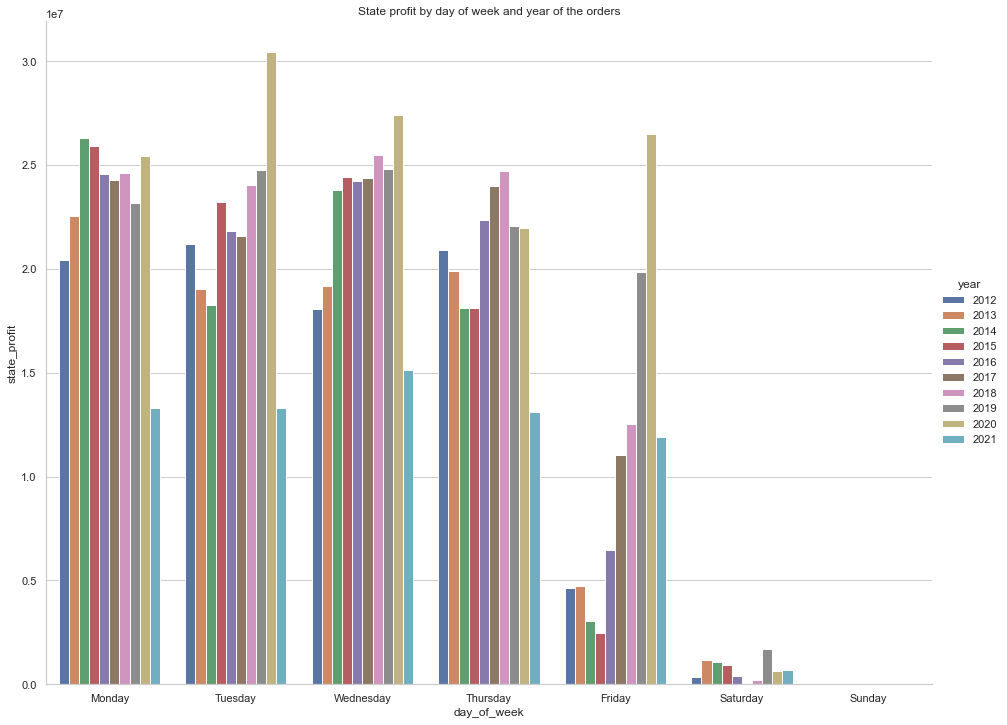 State profit by day of week and year of the orders
1e7
3.0
2.5
2.0
1.5
1.0
0.5
0.0
state_profit
Monday Tuesday Wednesday Thursday Friday Saturday Sunday
day_of_week
year
2012
2013
2014
2015
2016
2017
2018
2019
2020
2021